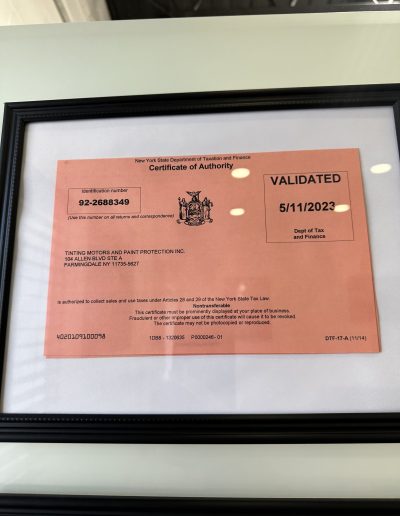 New York State Department of Taxation and Finance
Certificate of Authority
Identification number
92-2688349
(Use this number on all returns and correspondence)
VALIDATED
5/11/2023
Dept of Tax
and Finance
TINTING MOTORS AND PAINT PROTECTION INC.
104 ALLEN BLVD STE A
FARMINGDALE NY 11735-5627
is authorized to collect sales and use taxes under Articles 28 and 29 of the New York State Tax Law.
Nontransferable
This certificate must be prominently displayed at your place of business.
Fraudulent or other improper use of this certificate will cause it to be revoked.
The certificate may not be photocopied or reproduced.
4020109100098
P0000246-01
DTF-17-A (11/14)